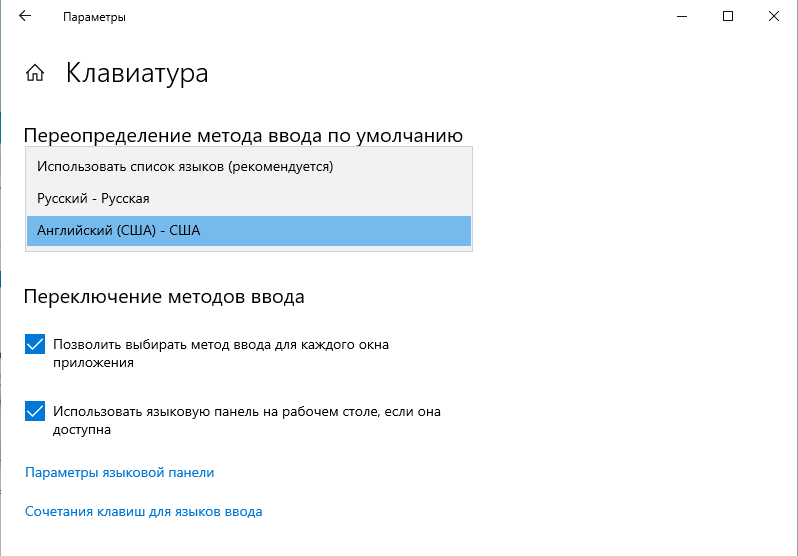 Параметры
Клавиатура
Переопределение метода ввода по умолчанию
Использовать список языков (рекомендуется)
Русский - Русская
Английский (США) - США
Переключение методов ввода
Позволить выбирать метод ввода для каждого окна
приложения
Использовать языковую панель на рабочем столе, если она
доступна
Параметры языковой панели
Сочетания клавиш для языков ввода